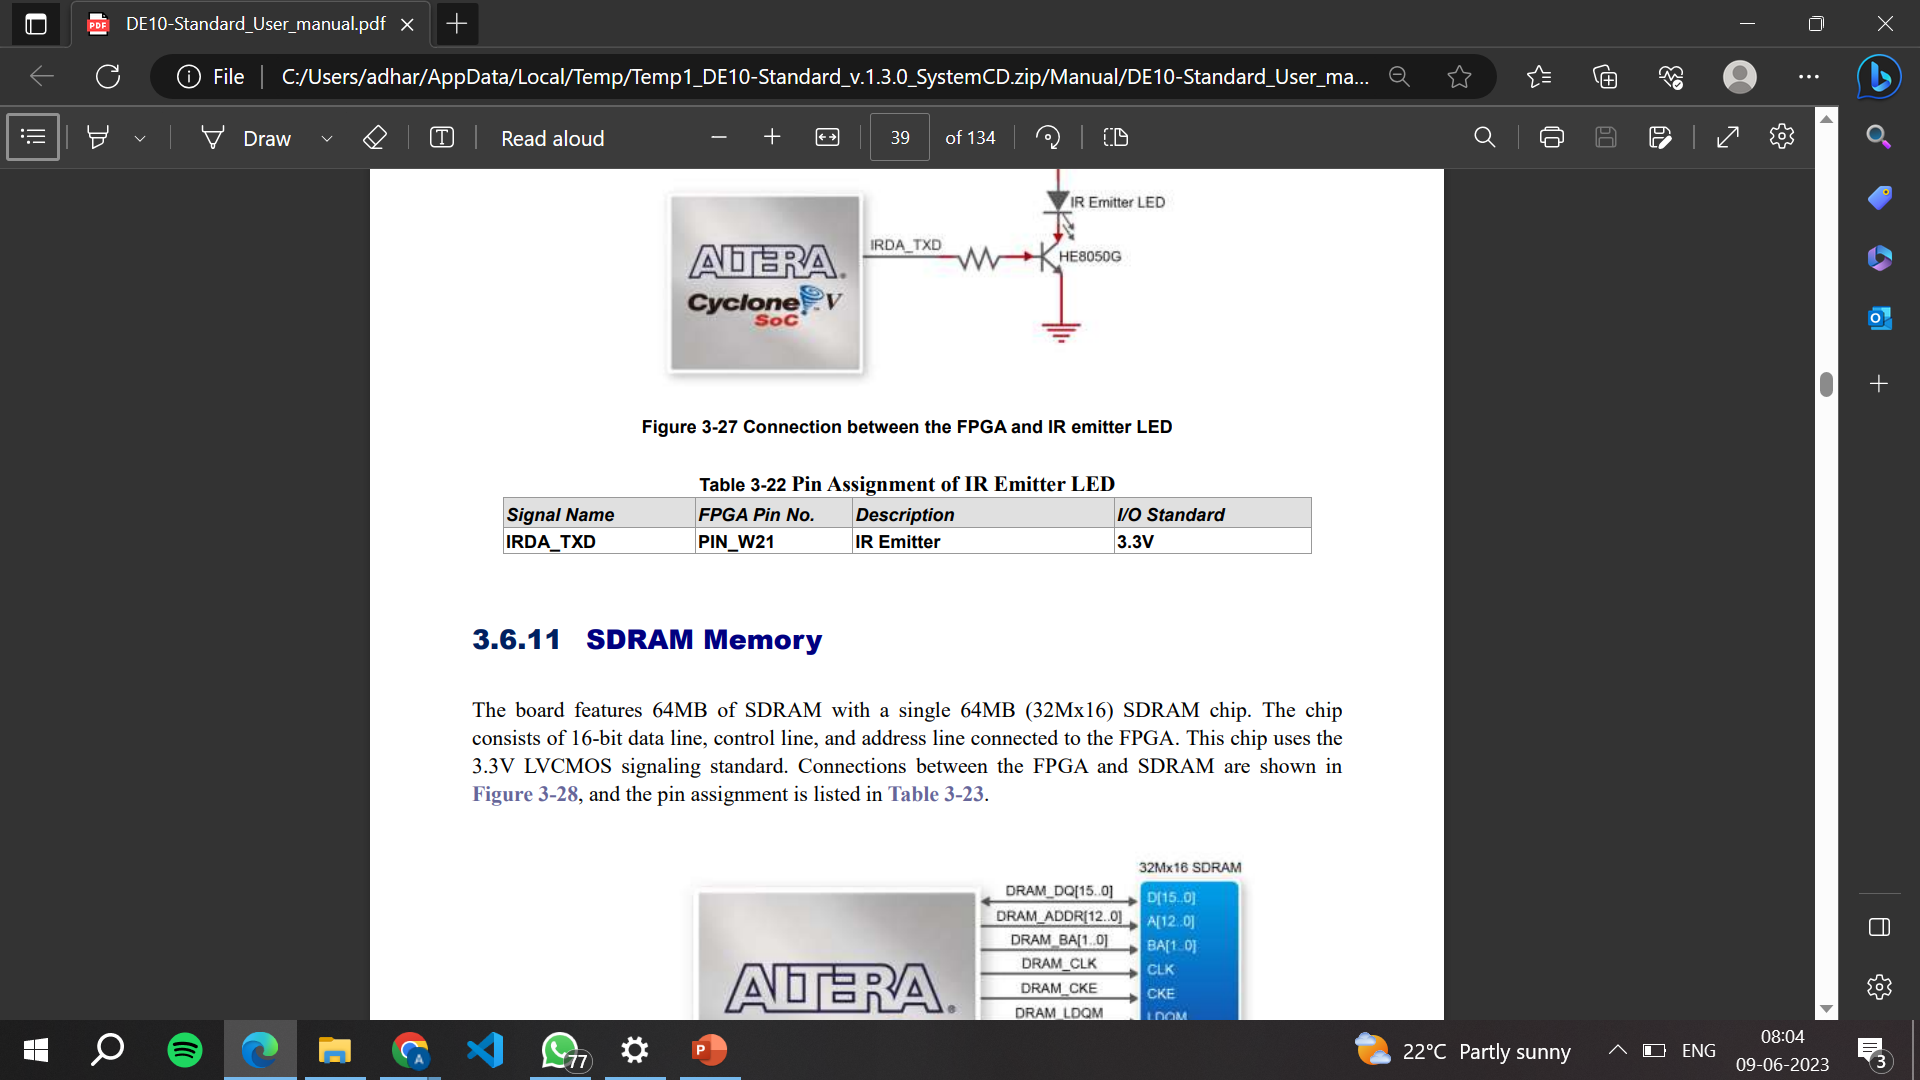 DE10-Standard_User_manual.pdf
File
C:/Users/adhar/AppData/Local/Temp/Temp1_DE10-Standard_v.1.3.0_SystemCD.zip/Manual/DE10-Standard_User_ma...
Draw
Read aloud
39
of 134
IR Emitter LED
IRDA_TXD
HE8050G
ALTERA®
Cyclone V
SoC
Figure 3-27 Connection between the FPGA and IR emitter LED
Table 3-22 Pin Assignment of IR Emitter LED
Signal Name FPGA Pin No. Description I/O Standard
IRDA_TXD PIN_W21 IR Emitter 3.3V
3.6.11 SDRAM Memory
The board features 64MB of SDRAM with a single 64MB (32Mx16) SDRAM chip. The chip
consists of 16-bit data line, control line, and address line connected to the FPGA. This chip uses the
3.3V LVCMOS signaling standard. Connections between the FPGA and SDRAM are shown in
Figure 3-28, and the pin assignment is listed in Table 3-23.
32Mx16 SDRAM
DRAM_DQ[15..0] D[15..0]
DRAM_ADDR[12..0] A[12..0]
DRAM_BA[1..0] BA[1..0]
DRAM_CLK CLK
DRAM_CKE CKE
DRAM_LDQM LDQM
ALTERA®
77
22°C Partly sunny
ENG
08:04
09-06-2023
3